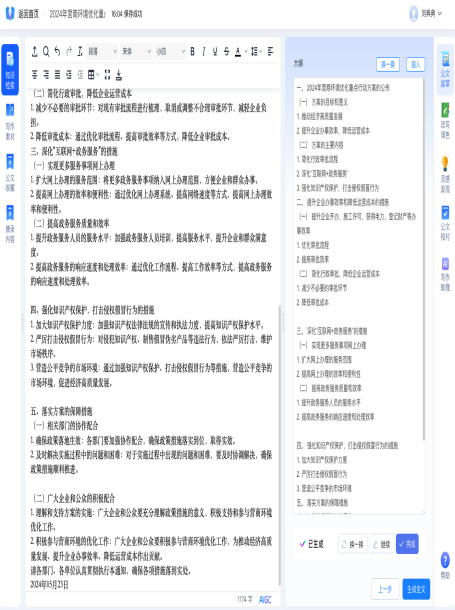 返回首页
2024年营商环境优化重点
16:04 保存成功
刘典典
知识检索
写作素材
公文收藏
摘录内容
段落
宋体
小四
B I U S A
（二）简化行政审批，降低企业运营成本
1.减少不必要的审批环节：对现有审批流程进行梳理，取消或调整不合理审批环节，减轻企业负
担。
2.降低审批成本：通过优化审批流程，提高审批效率等方式，降低企业审批成本。
三、深化“互联网+政务服务”的措施
（一）实现更多服务事项网上办理
1.扩大网上办理的服务范围：将更多政务服务事项纳入网上办理范围，方便企业和群众办事。
2.提高网上办理的效率和便利性：通过优化网上办理系统、提高网络速度等方式，提高网上办理效
率和便利性。
（二）提高政务服务质量和效率
1.提升政务服务人员的服务水平：加强政务服务人员培训，提高服务水平，提升企业和群众满意
度。
2.提高政务服务的响应速度和处理效率：通过优化工作流程、提高工作效率等方式，提高政务服务
的响应速度和处理效率。
四、强化知识产权保护，打击侵权假冒行为的措施
1.加大知识产权保护力度：加强知识产权法律法规的宣传和执法力度，提高知识产权保护水平。
2.严厉打击侵权假冒行为：对侵犯知识产权、制售假冒伪劣产品等违法行为，依法严厉打击，维护
市场秩序。
3.营造公平竞争的市场环境：通过加强知识产权保护、打击侵权假冒行为等措施，营造公平竞争的
市场环境，促进经济高质量发展。
五、落实方案的保障措施
（一）相关部门的协作配合
1.确保政策落地生效：各部门要加强协作配合，确保政策措施落实到位，取得实效。
2.及时解决实施过程中的问题和困难：对于实施过程中出现的问题和困难，要及时协调解决，确保
政策措施顺利推进。
（二）广大企业和公众的积极配合
1.理解和支持方案的实施：广大企业和公众要充分理解政策措施的意义，积极支持和参与营商环境
优化工作。
2.积极参与营商环境的优化工作：广大企业和公众要积极参与营商环境优化工作，为推动经济高质
量发展、提升企业办事效率、降低运营成本作出贡献。
请各部门、各单位认真贯彻执行本通知，确保各项措施落到实处。
2024年05月23日
1174 字
AIGC
大纲
换一换
插入
一、2024年营商环境优化重点行动方案的公布
（一）方案的目标和意义
1. 推动经济高质量发展
2. 提升企业办事效率、降低运营成本
（二）方案的主要内容
1. 简化行政审批流程
2. 深化“互联网+政务服务”
3. 强化知识产权保护，打击侵权假冒行为
二、提升企业办事效率和降低运营成本的措施
（一）提升企业开办、施工许可、获得电力、登记财产等办
事效率
1. 优化审批流程
2. 提高审批效率
（二）简化行政审批，降低企业运营成本
1. 减少不必要的审批环节
2. 降低审批成本
三、深化“互联网+政务服务”的措施
（一）实现更多服务事项网上办理
1. 扩大网上办理的服务范围
2. 提高网上办理的效率和便利性
（二）提高政务服务质量和效率
1. 提升政务服务人员的服务水平
2. 提高政务服务的响应速度和处理效率
四、强化知识产权保护，打击侵权假冒行为的措施
1. 加大知识产权保护力度
2. 严厉打击侵权假冒行为
3. 营造公平竞争的市场环境
五、落实方案的保障措施
已生成
换一换
继续
完成
上一步
生成全文
公文起草
改写润色
灵感发现
公文校对
写作助理
帮助